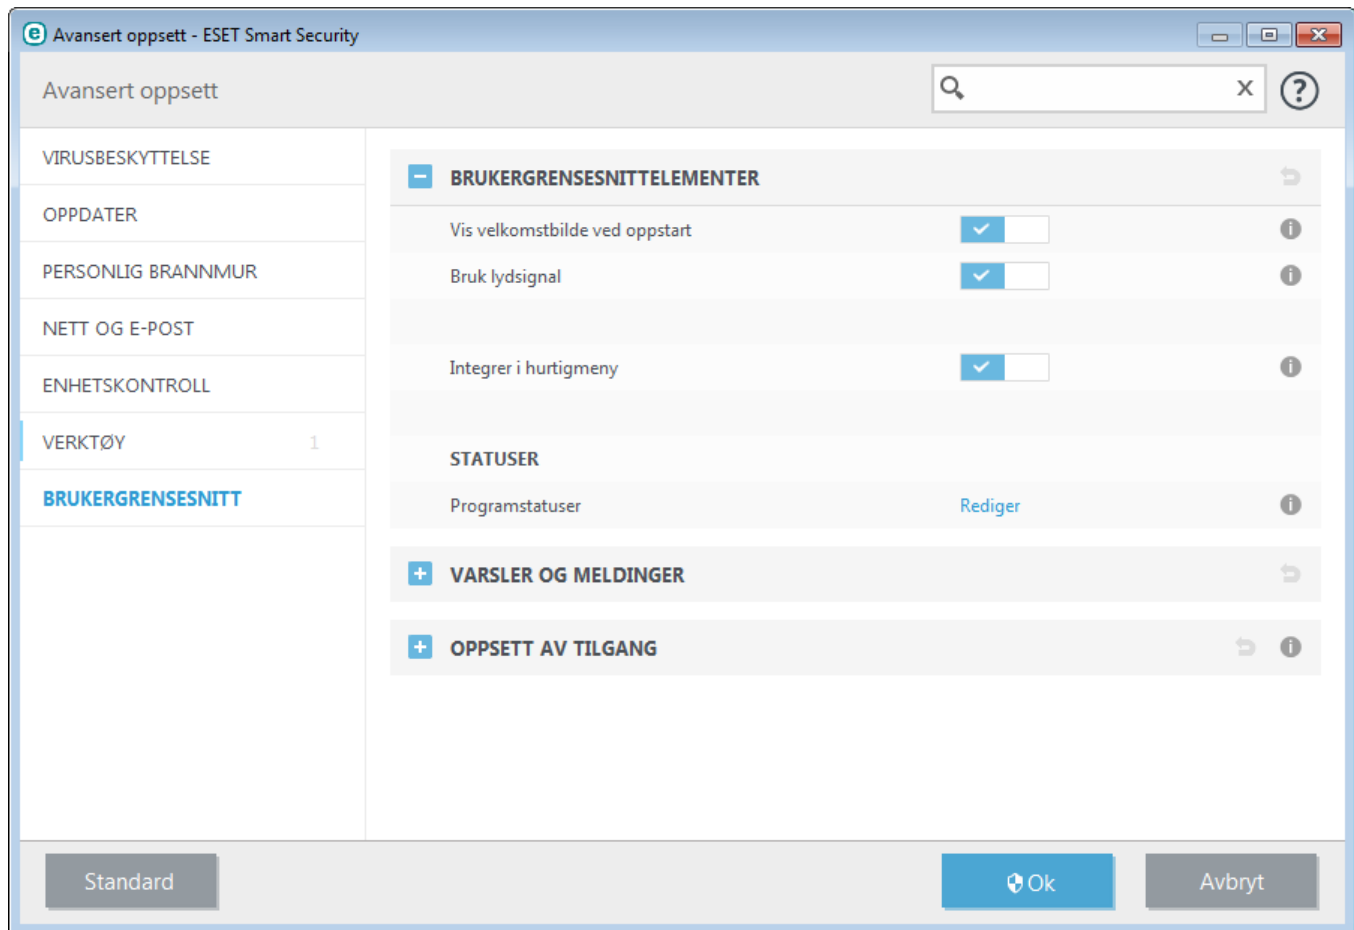 Avansert oppsett - ESET Smart Security
Avansert oppsett
VIRUSBESKYTTELSE
OPPDATER
PERSONLIG BRANNMUR
NETT OG E-POST
ENHETSKONTROLL
VERKTØY 1
BRUKERGRENSESNITT
BRUKERGRENSESNITTELEMENTER
Vis velkomstbilde ved oppstart
Bruk lydsignal
Integrer i hurtigmeny
STATUSER
Programstatuser Rediger
VARSLER OG MELDINGER
OPPSETT AV TILGANG
Standard
Ok
Avbryt